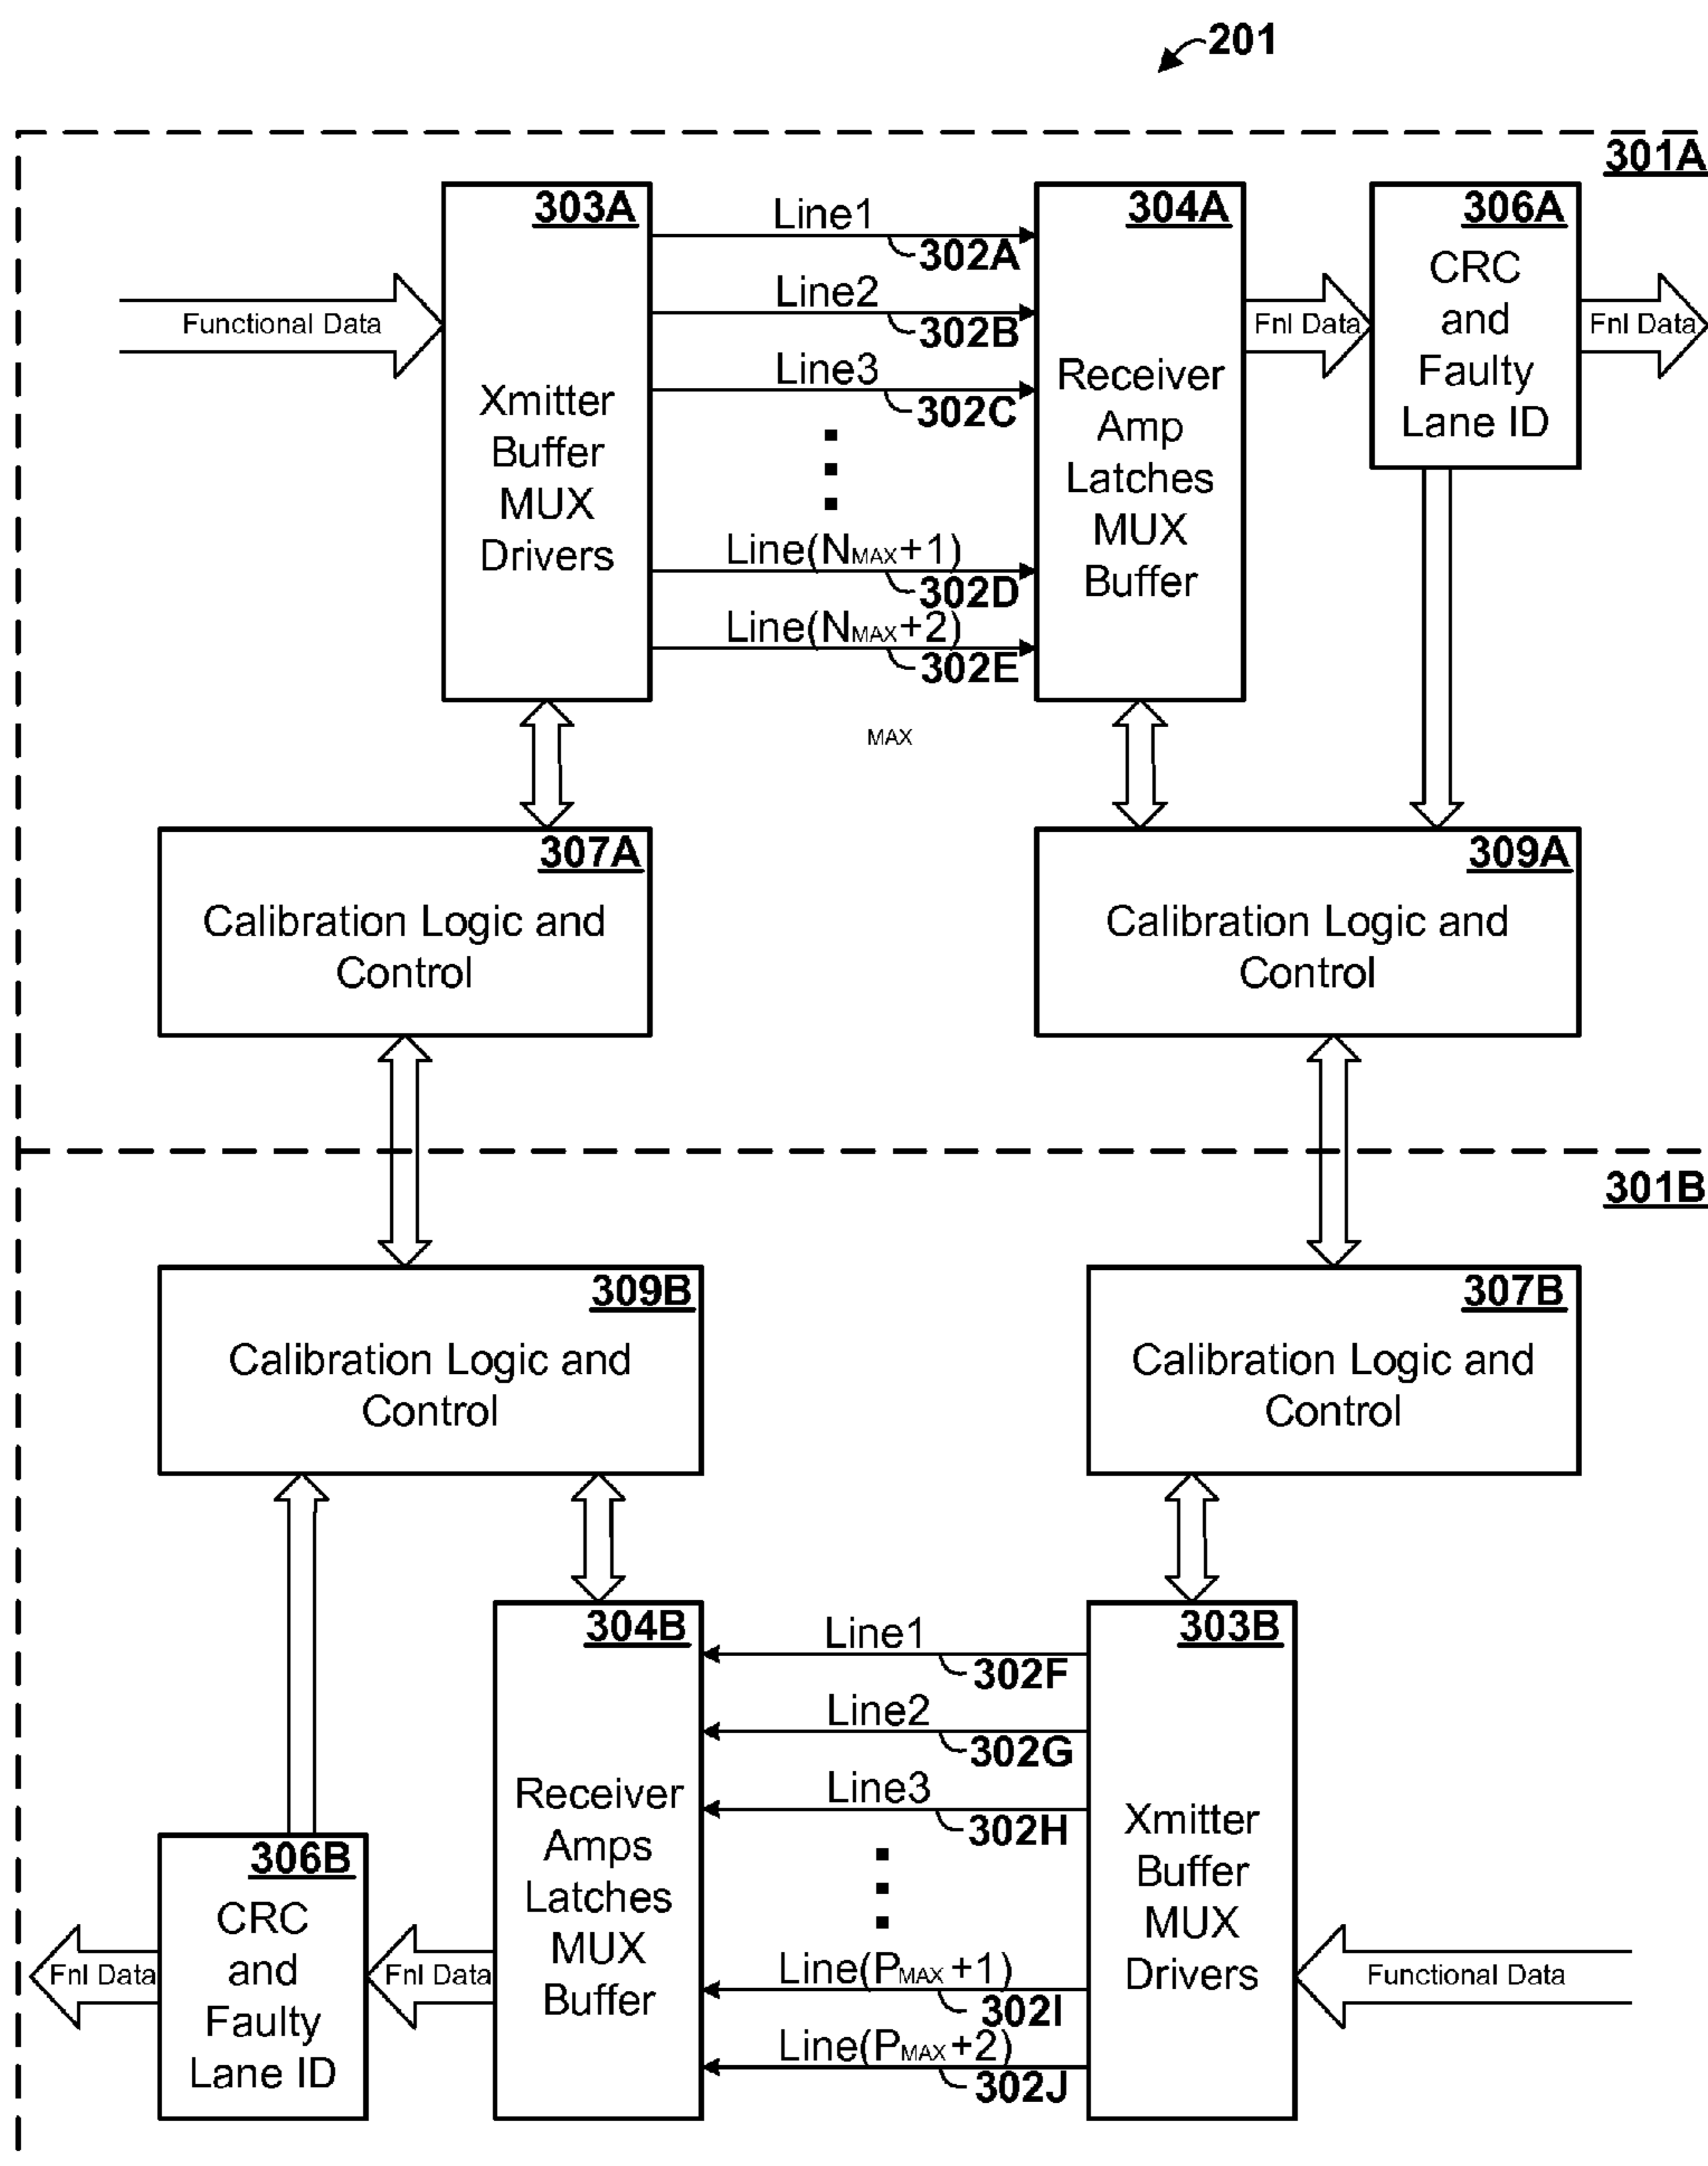 201
301A
303A
Xmitter
Buffer
MUX
Drivers
Functional Data
Line1
302A
Line2
302B
Line3
302C
Line(NMAX+1)
302D
Line(NMAX+2)
302E
MAX
304A
Receiver
Amp
Latches
MUX
Buffer
Fnl Data
306A
CRC
and
Faulty
Lane ID
Fnl Data
307A
Calibration Logic and
Control
309A
Calibration Logic and
Control
301B
309B
Calibration Logic and
Control
307B
Calibration Logic and
Control
304B
Receiver
Amps
Latches
MUX
Buffer
Line1
302F
Line2
302G
Line3
302H
Line(PMAX+1)
302I
Line(PMAX+2)
302J
303B
Xmitter
Buffer
MUX
Drivers
306B
CRC
and
Faulty
Lane ID
Fnl Data
Fnl Data
Functional Data